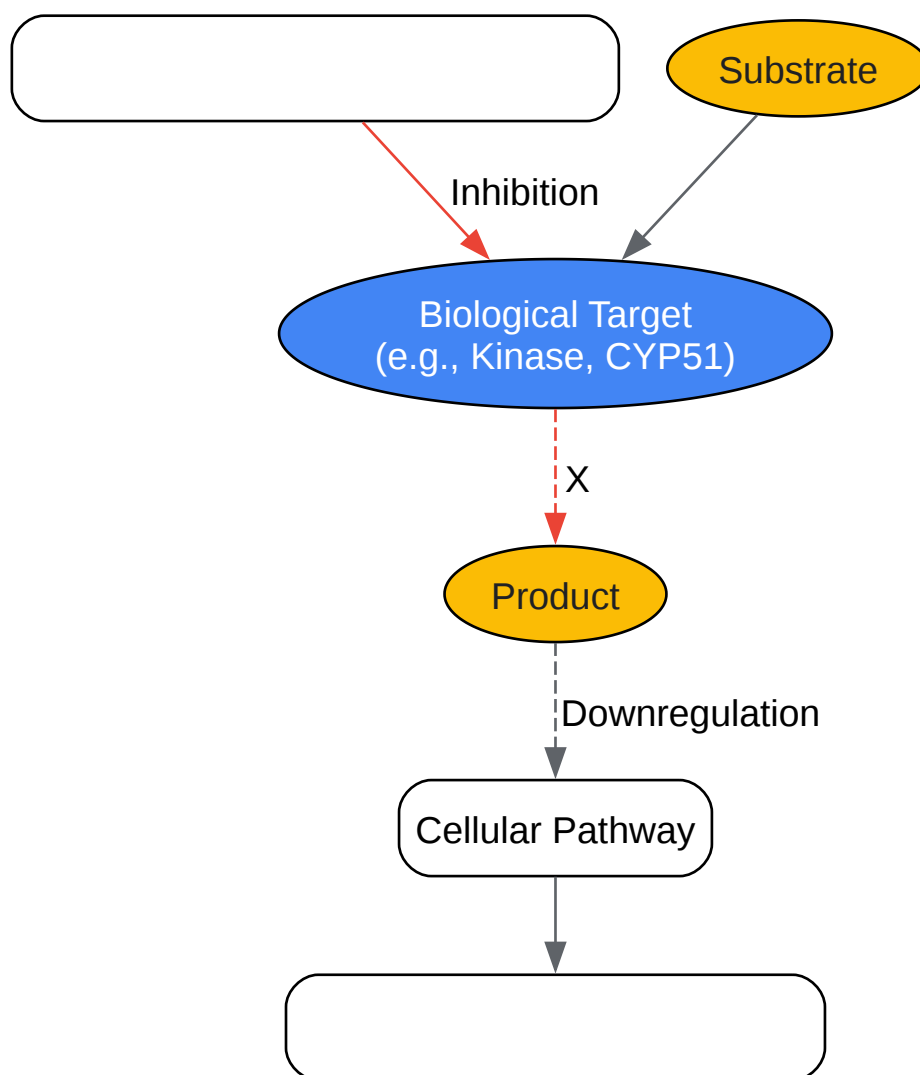 Substrate
Inhibition
Biological Target
(e.g., Kinase, CYP51)
X
Product
Downregulation
Cellular Pathway